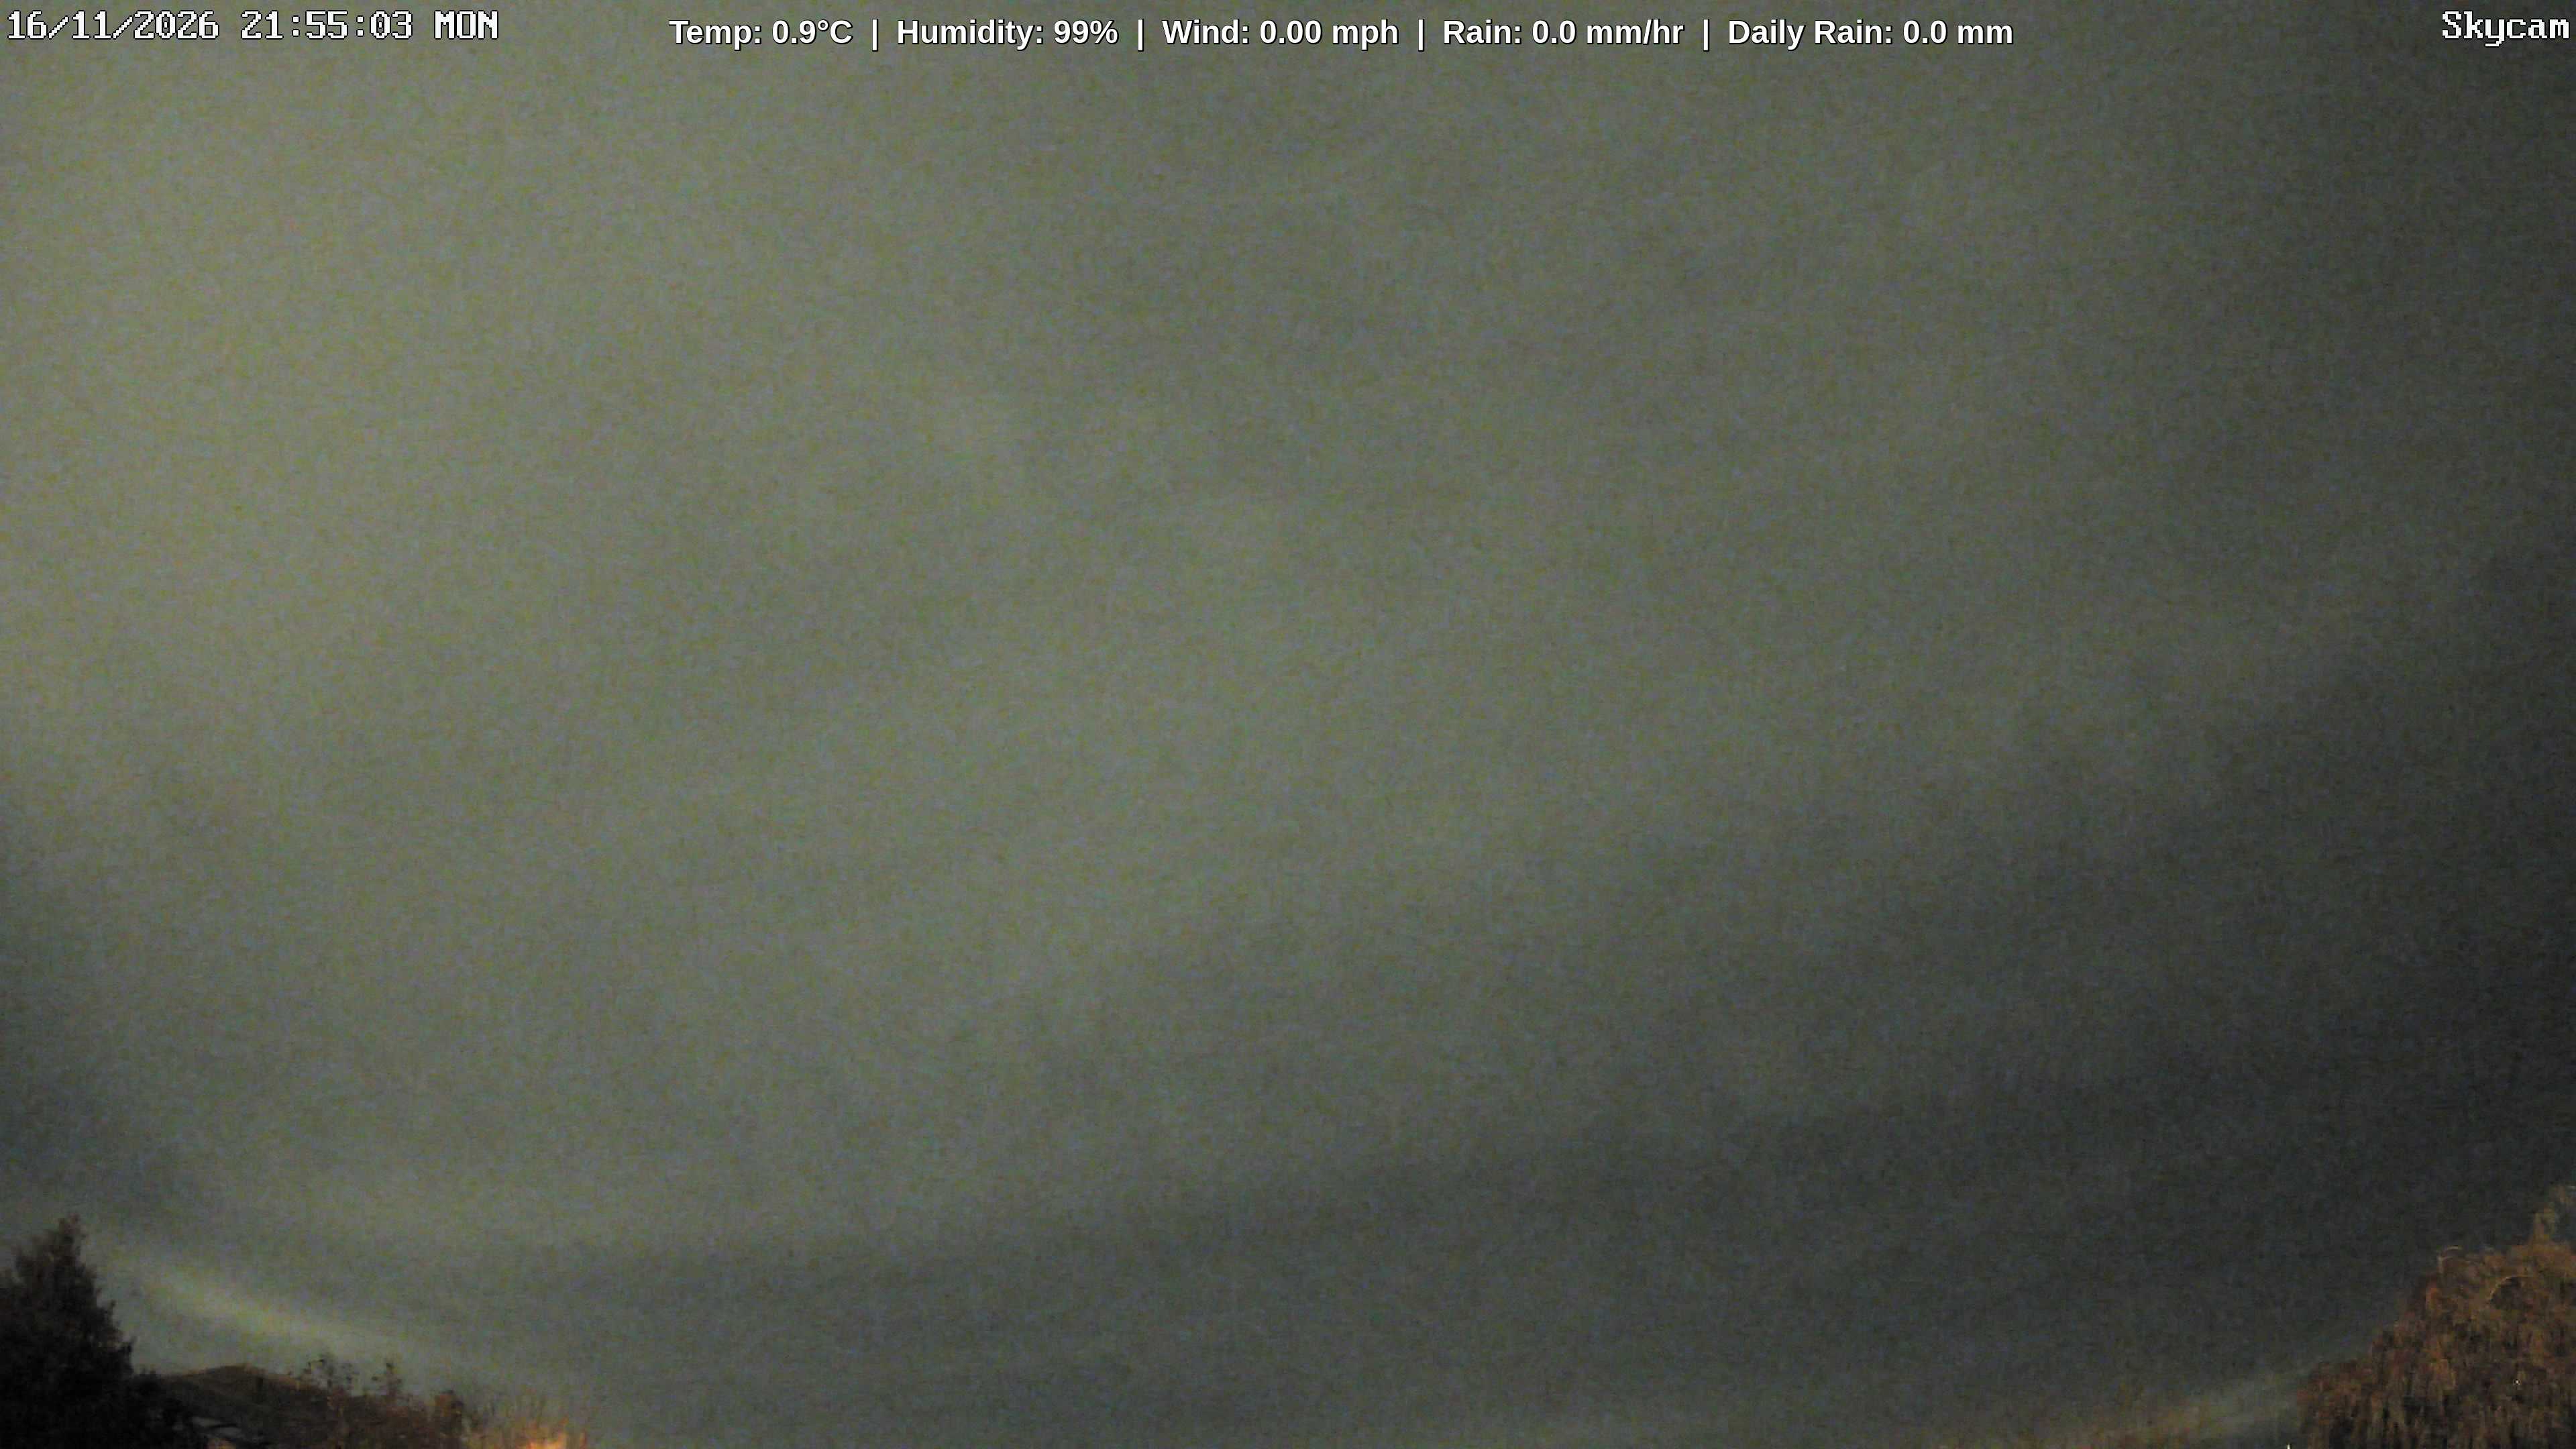 16/11/2026 21:55:03 MON
Temp: 0.9°C | Humidity: 99% | Wind: 0.00 mph | Rain: 0.0 mm/hr | Daily Rain: 0.0 mm
Skycam